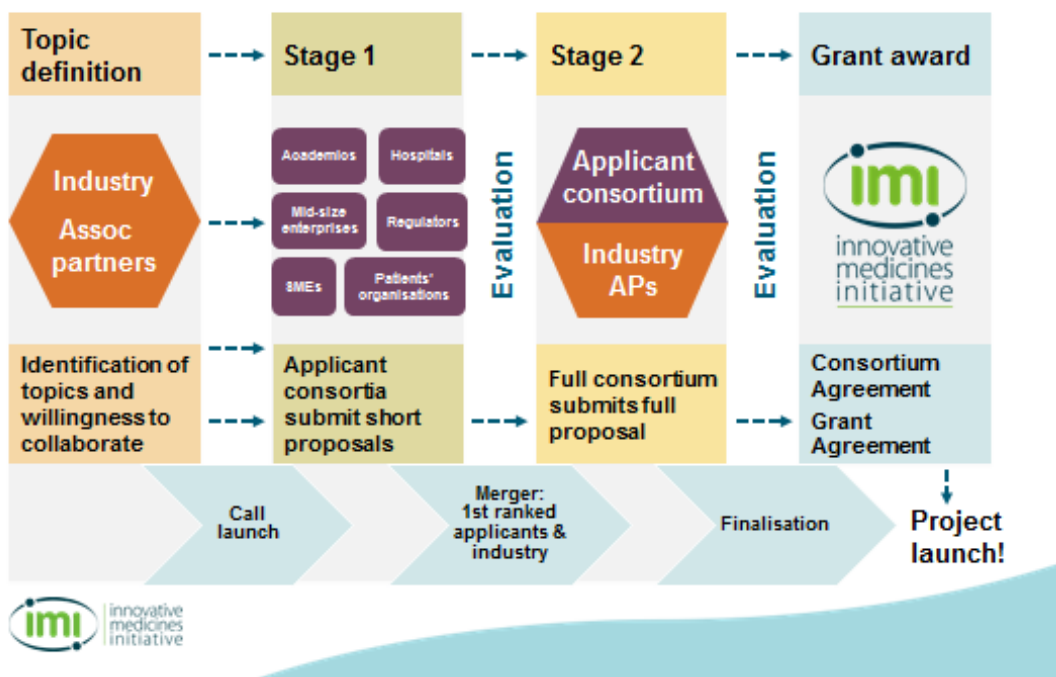 Topic
definition
Stage 1
Stage 2
Grant award
Industry
Assoc
partners
Academics
Hospitals
Mid-size
enterprises
Regulators
SMEs
Patients'
organisations
Evaluation
Applicant
consortium
Industry
APs
Evaluation
imi
innovative
medicines
initiative
Identification of
topics and
willingness to
collaborate
Applicant
consortia
submit short
proposals
Full consortium
submits full
proposal
Consortium
Agreement
Grant
Agreement
Call
launch
Merger:
1st ranked
applicants &
industry
Finalisation
Project
launch!
imi
innovative
medicines
initiative